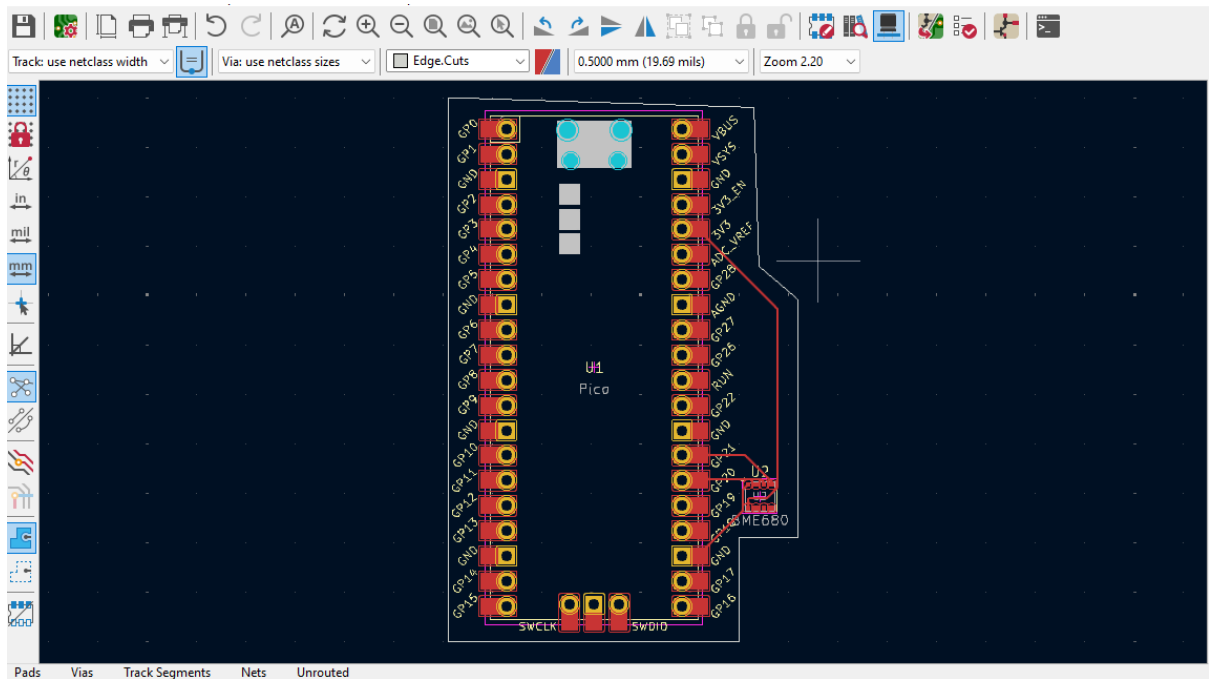 Track: use netclass width
Via: use netclass sizes
Edge.Cuts
0.5000 mm (19.69 mils)
Zoom 2.20
in
mil
mm
GP0
GP1
GND
GP2
GP3
GP4
GP5
GND
GP6
GP7
GP8
GP9
GND
GP10
GP11
GP12
GP13
GND
GP14
GP15
U1
Pico
SWCLK
SWDIO
VBUS
VSYS
GND
3V3_EN
3V3
ADC_VREF
GP28
AGND
GP27
GP26
RUN
GP22
GND
GP21
GP20
GP19
GND
GP17
GP16
U2
BME680
Pads Vias Track Segments Nets Unrouted